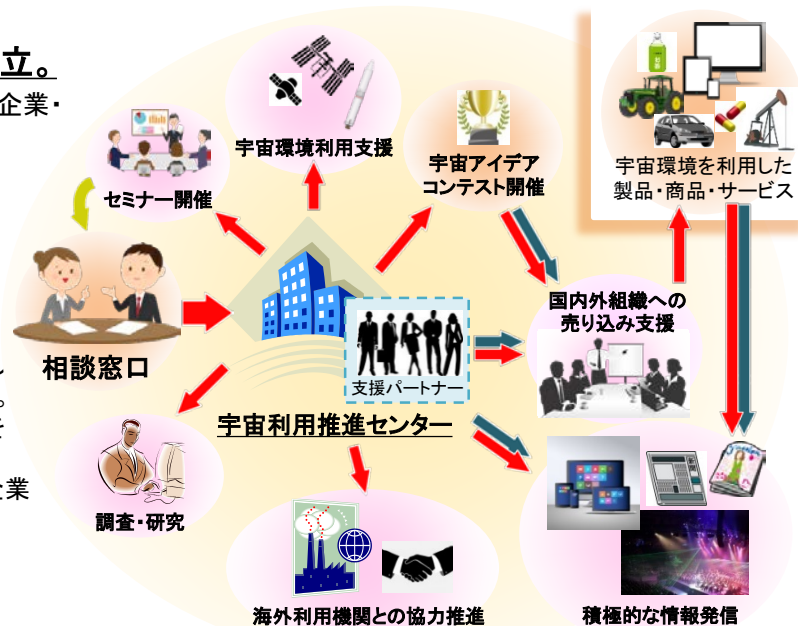 立。
企業・
宇宙環境利用支援
宇宙アイデア
コンテスト開催
宇宙環境を利用した
製品・商品・サービス
セミナー開催
国内外組織への
売り込み支援
相談窓口
支援パートナー
宇宙利用推進センター
し
。
を
企業
調査・研究
海外利用機関との協力推進
積極的な情報発信